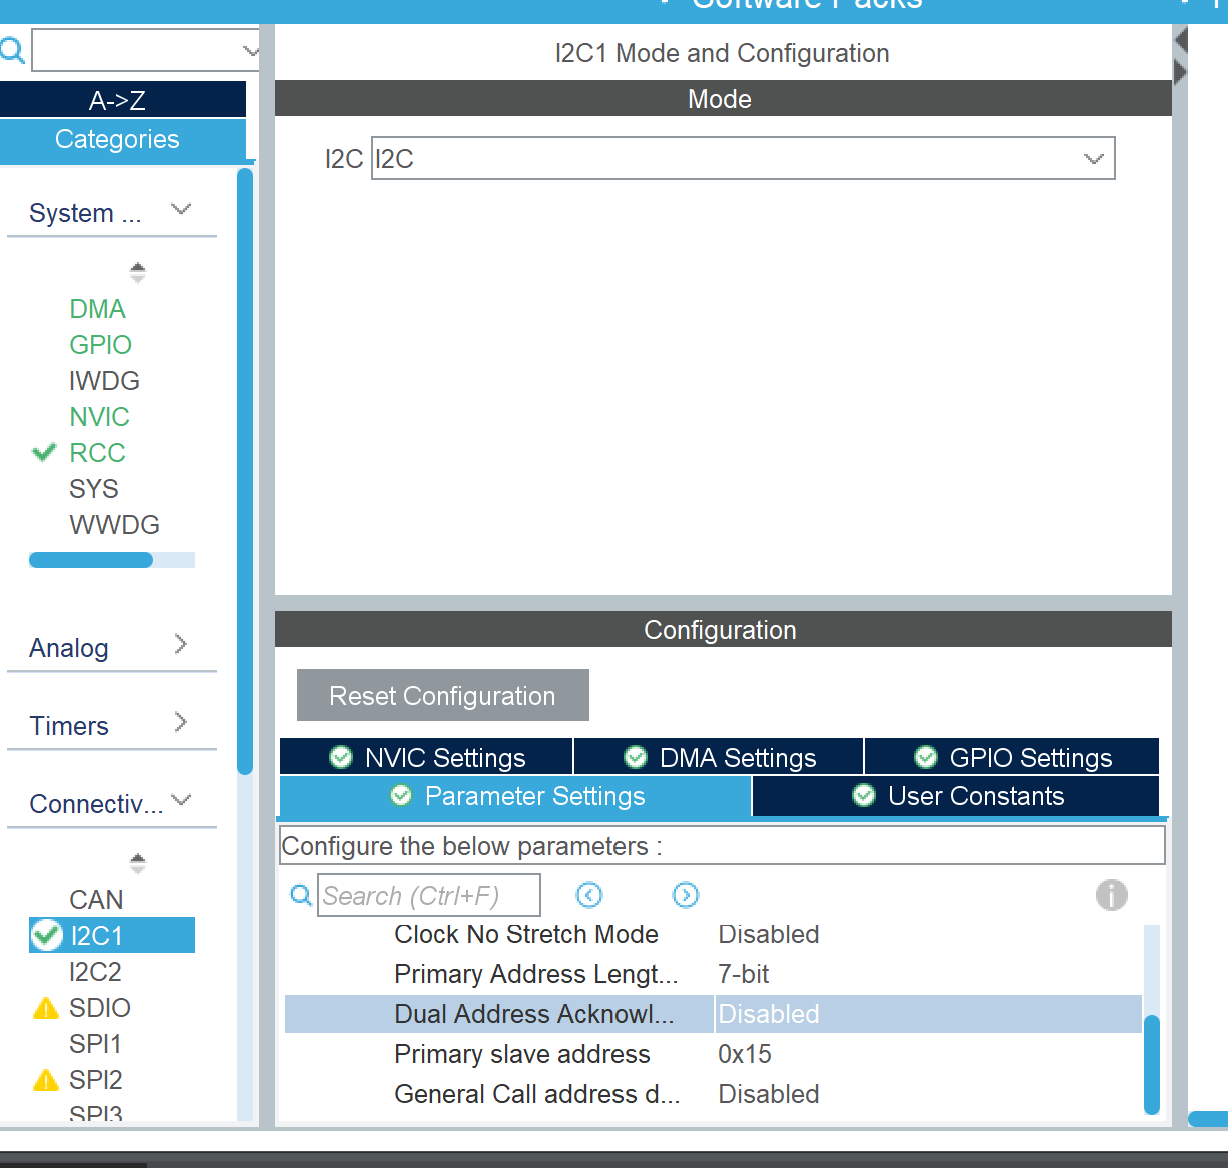 Software Packs
I2C1 Mode and Configuration
A->Z
Categories
System ...
DMA
GPIO
IWDG
NVIC
RCC
SYS
WWDG
Analog
Timers
Connectiv...
CAN
I2C1
I2C2
SDIO
SPI1
SPI2
SPI3
Mode
I2C I2C
Configuration
Reset Configuration
NVIC Settings DMA Settings GPIO Settings
Parameter Settings User Constants
Configure the below parameters :
Search (Ctrl+F)
Clock No Stretch Mode Disabled
Primary Address Lengt... 7-bit
Dual Address Acknowl... Disabled
Primary slave address 0x15
General Call address d... Disabled